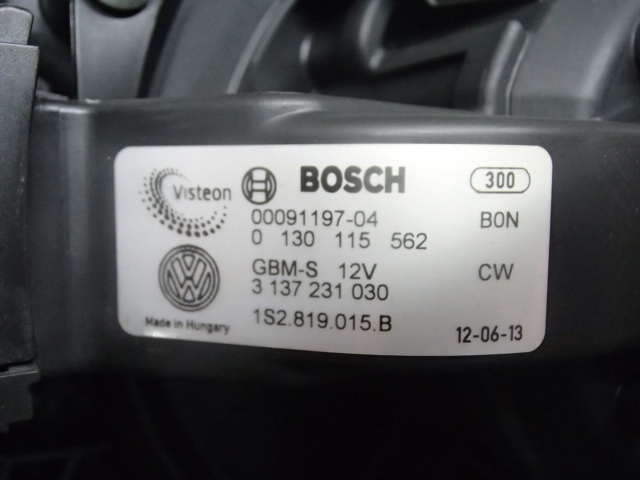 Visteon BOSCH 300
00091197-04 B0N
0 130 115 562
GBM-S 12V CW
3 137 231 030
Made in Hungary
1S2.819.015.B 12-06-13